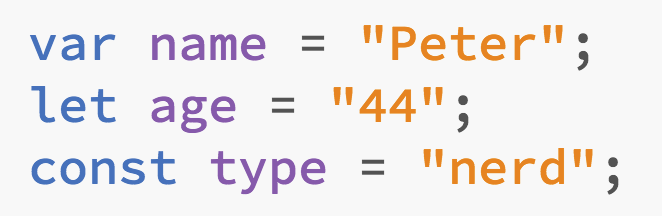 var name = "Peter";
let age = "44";
const type = "nerd";